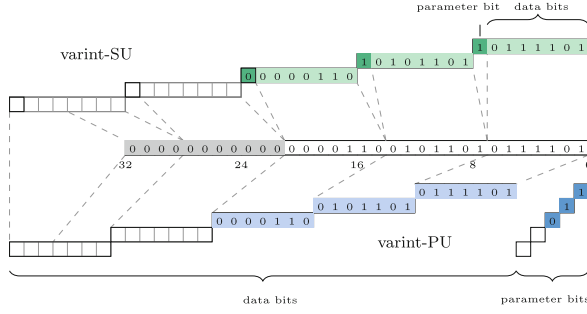 parameter bit data bits
1 0 1 1 1 1 0 1
varint-SU
1 0 1 0 1 1 0 1
0 0 0 0 0 1 1 0
0 0 0 0 0 0 0 0 0 0 0 0 0 0 0 1 1 0 0 1 0 1 1 0 1 0 1 1 1 1 0 1
32 24 16 8
0 1 1 1 1 0 1 1
0 1 0 1 1 0 1 1
0 0 0 0 1 1 0 0
varint-PU
data bits parameter bits